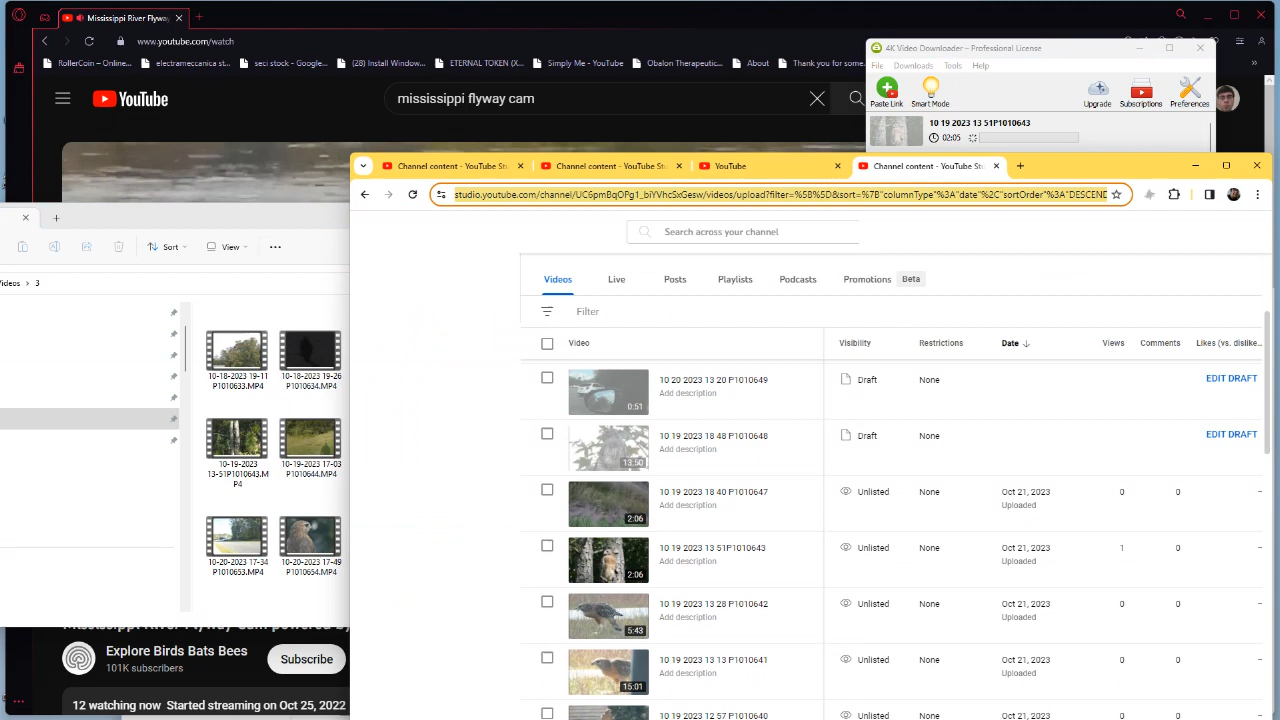 Mississippi River Flyway
www.youtube.com/watch
RollerCoin – Online...
electrameccanica s...
seci stock - Google...
(28) Install Window...
ETERNAL TOKEN (X...
Simply Me - YouTube
Obalon Therapeutic...
About
Thank you for some
YouTube
mississippi flyway cam
4K Video Downloader – Professional License
File
Downloads
Tools
Help
Paste Link
Smart Mode
Upgrade
Subscriptions
Preferences
10 19 2023 13 51P1010643
02:05
Channel content - YouTube Stu
Channel content - YouTube Stu
YouTube
Channel content - YouTube Stu
studio.youtube.com/channel/UC6pmBqOPg1_biYVhcSxGesw/videos/upload?filter=%5B%5D&sort=%7B"columnType"%3A"date"%2C"sortOrder"%3A"DESCEND
Sort
View
Videos > 3
10-18-2023 19-11
P1010633.MP4
10-18-2023 19-26
P1010634.MP4
10-19-2023
13-51P1010643.M
P4
10-19-2023 17-03
P1010644.MP4
10-20-2023 17-34
P1010653.MP4
10-20-2023 17-49
P1010654.MP4
Search across your channel
Videos
Live
Posts
Playlists
Podcasts
Promotions
Beta
Filter
Video
Visibility
Restrictions
Date
Views
Comments
Likes (vs. dislike...
0:51
10 20 2023 13 20 P1010649
Add description
Draft
None
EDIT DRAFT
13:50
10 19 2023 18 48 P1010648
Add description
Draft
None
EDIT DRAFT
2:06
10 19 2023 18 40 P1010647
Add description
Unlisted
None
Oct 21, 2023
Uploaded
0
0
–
2:06
10 19 2023 13 51P1010643
Add description
Unlisted
None
Oct 21, 2023
Uploaded
1
0
–
5:43
10 19 2023 13 28 P1010642
Add description
Unlisted
None
Oct 21, 2023
Uploaded
0
0
–
15:01
10 19 2023 13 13 P1010641
Add description
Unlisted
None
Oct 21, 2023
Uploaded
0
0
–
10 19 2023 12 57 P1010640
Mississippi River Flyway Cam powered by
Explore Birds Bats Bees
101K subscribers
Subscribe
12 watching now Started streaming on Oct 25, 2022